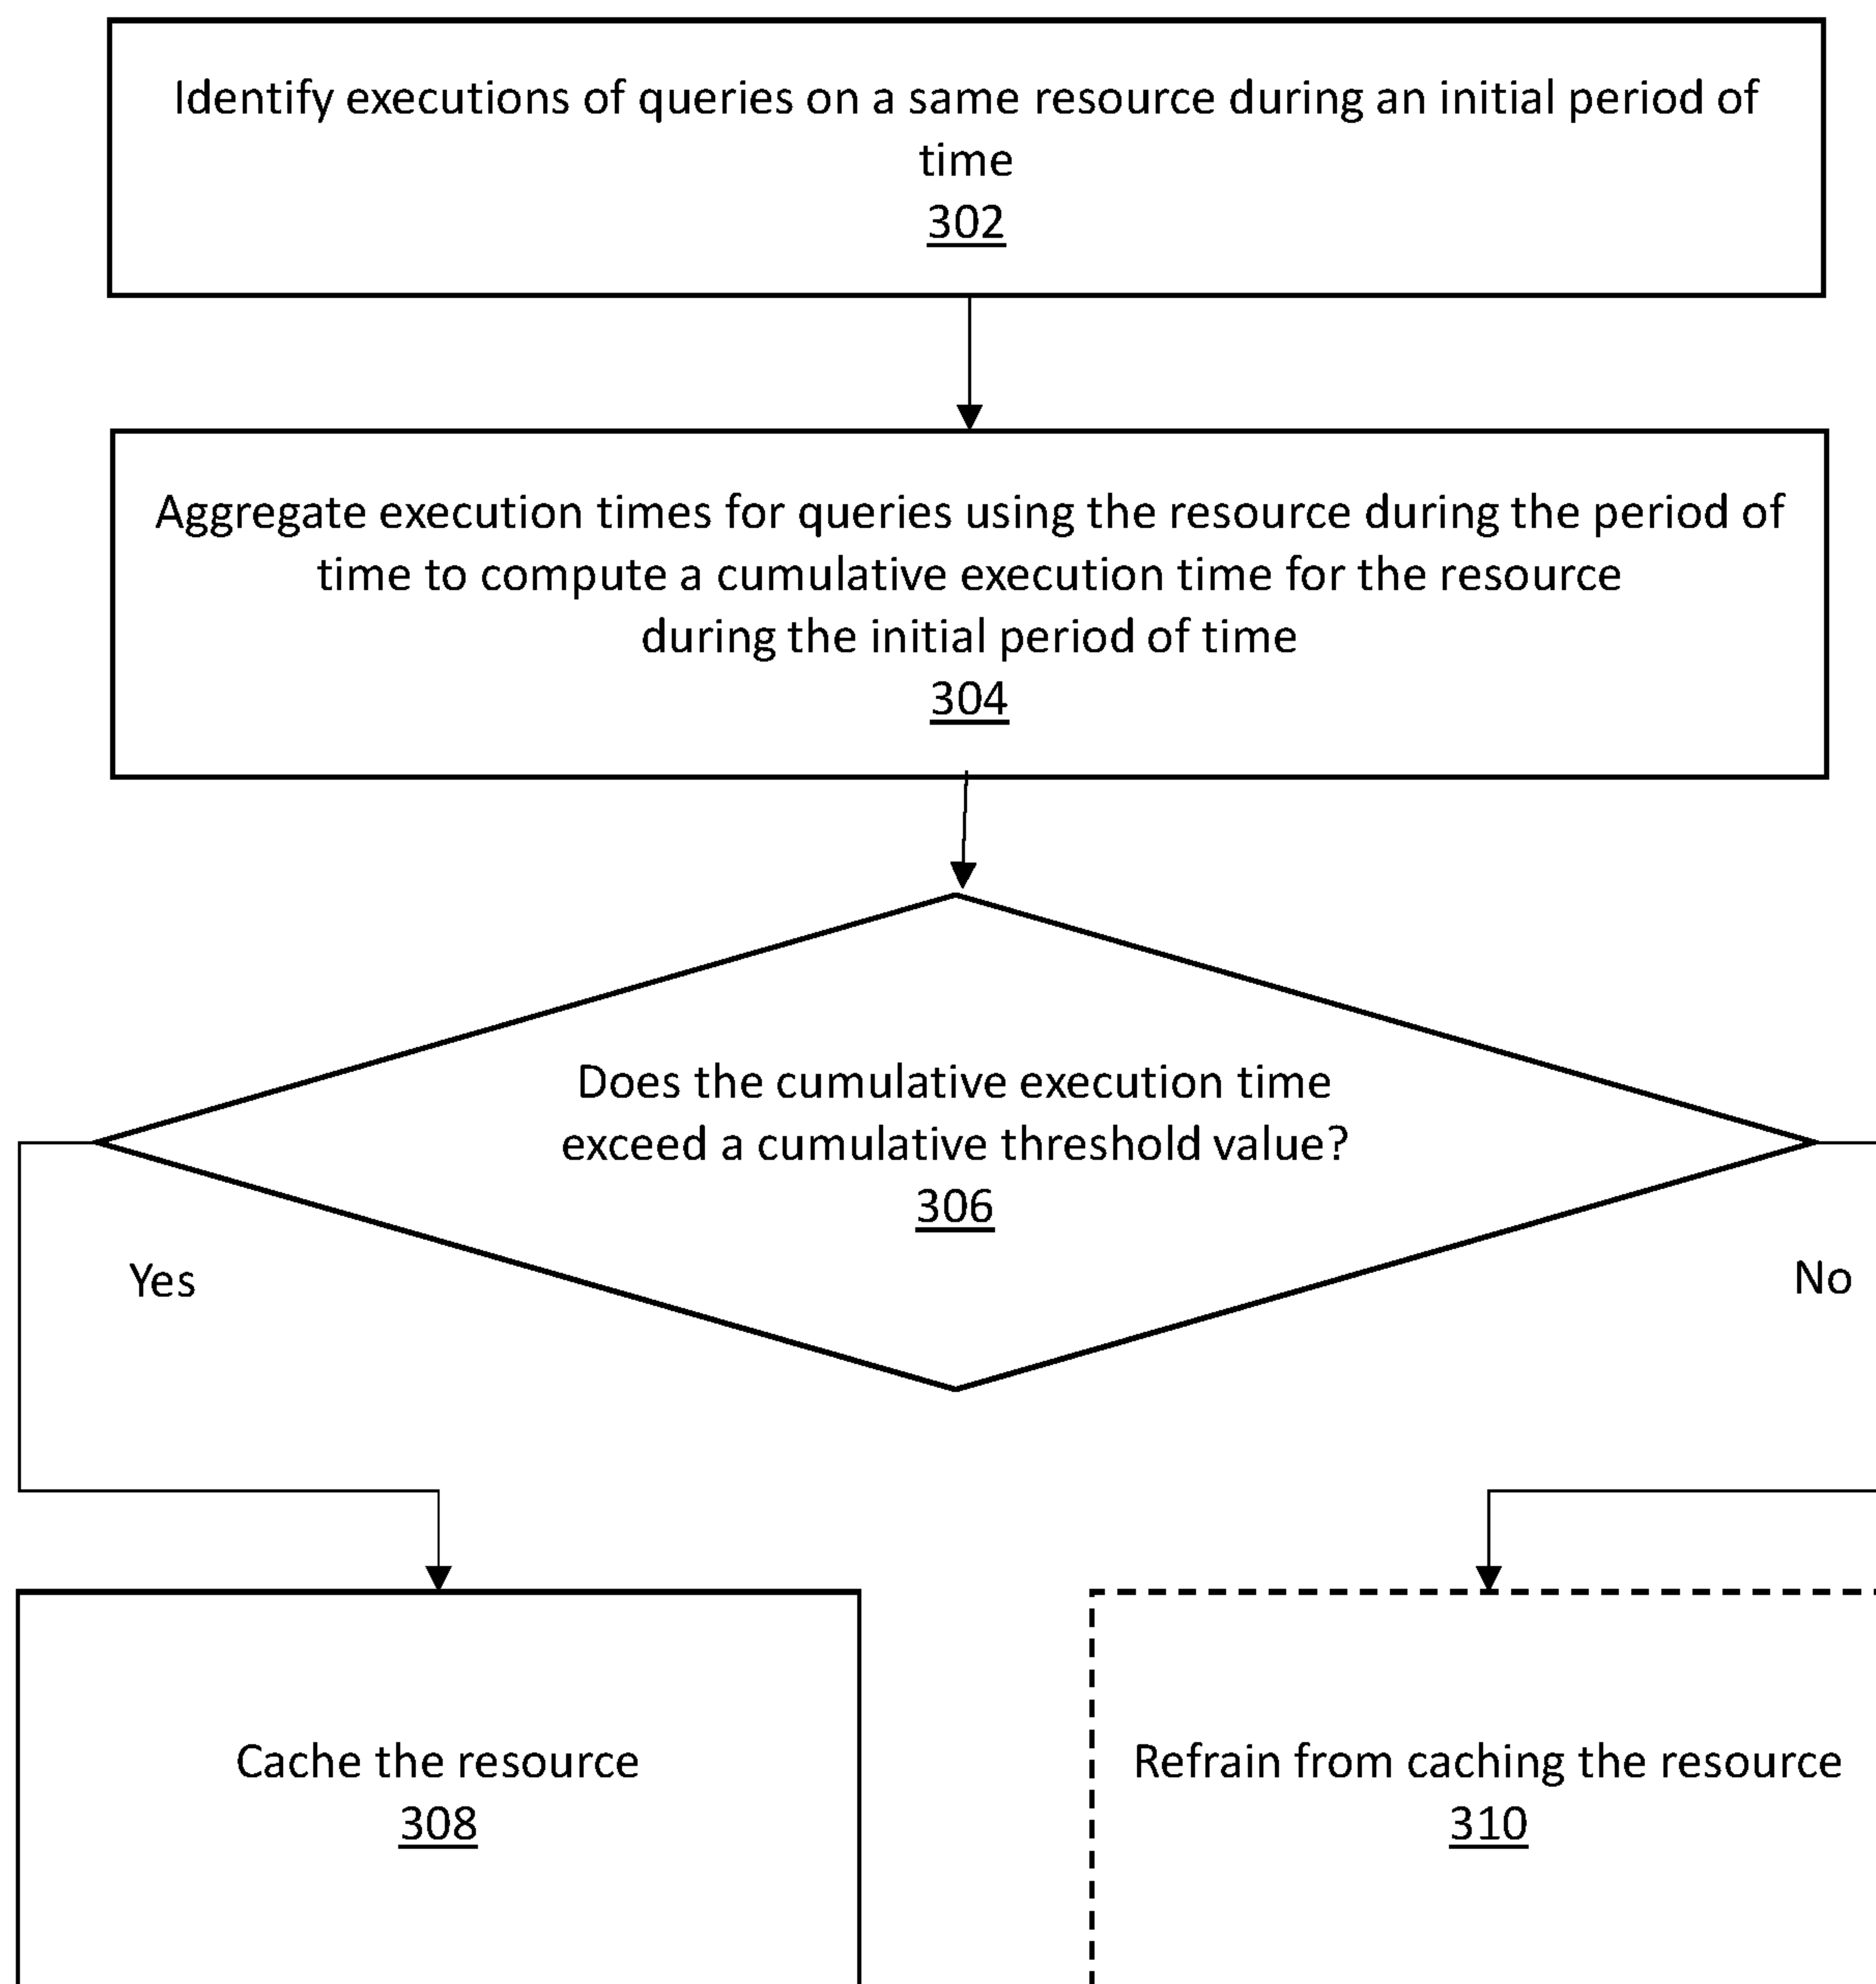 Identify executions of queries on a same resource during an initial period of
time
302
Aggregate execution times for queries using the resource during the period of
time to compute a cumulative execution time for the resource
during the initial period of time
304
Does the cumulative execution time
exceed a cumulative threshold value?
306
Yes
No
Cache the resource
308
Refrain from caching the resource
310